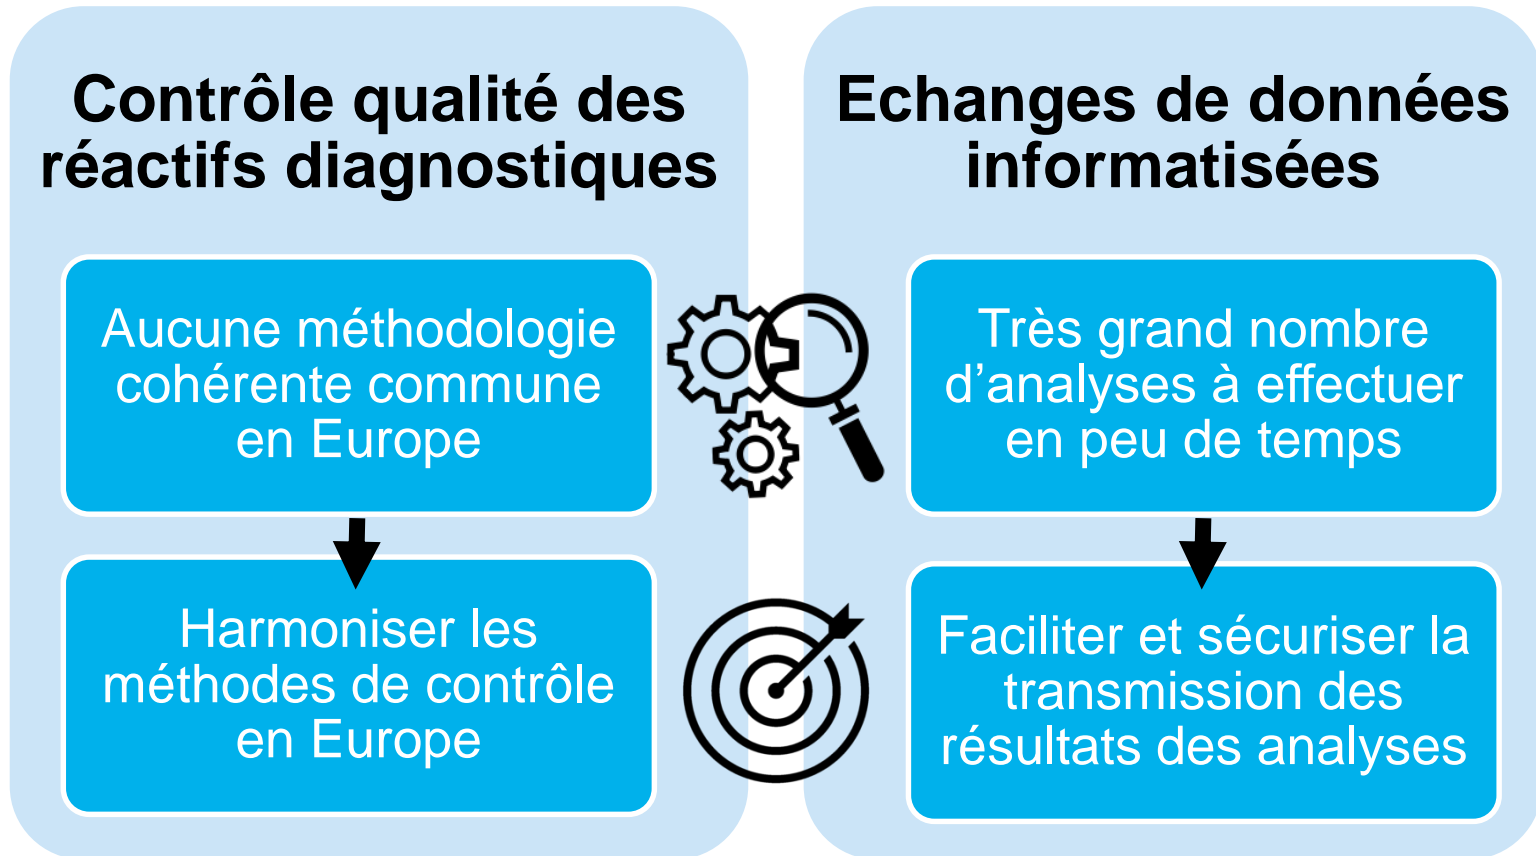 Contrôle qualité des
réactifs diagnostiques
Aucune méthodologie
cohérente commune
en Europe
Harmoniser les
méthodes de contrôle
en Europe
Echanges de données
informatisées
Très grand nombre
d’analyses à effectuer
en peu de temps
Faciliter et sécuriser la
transmission des
résultats des analyses